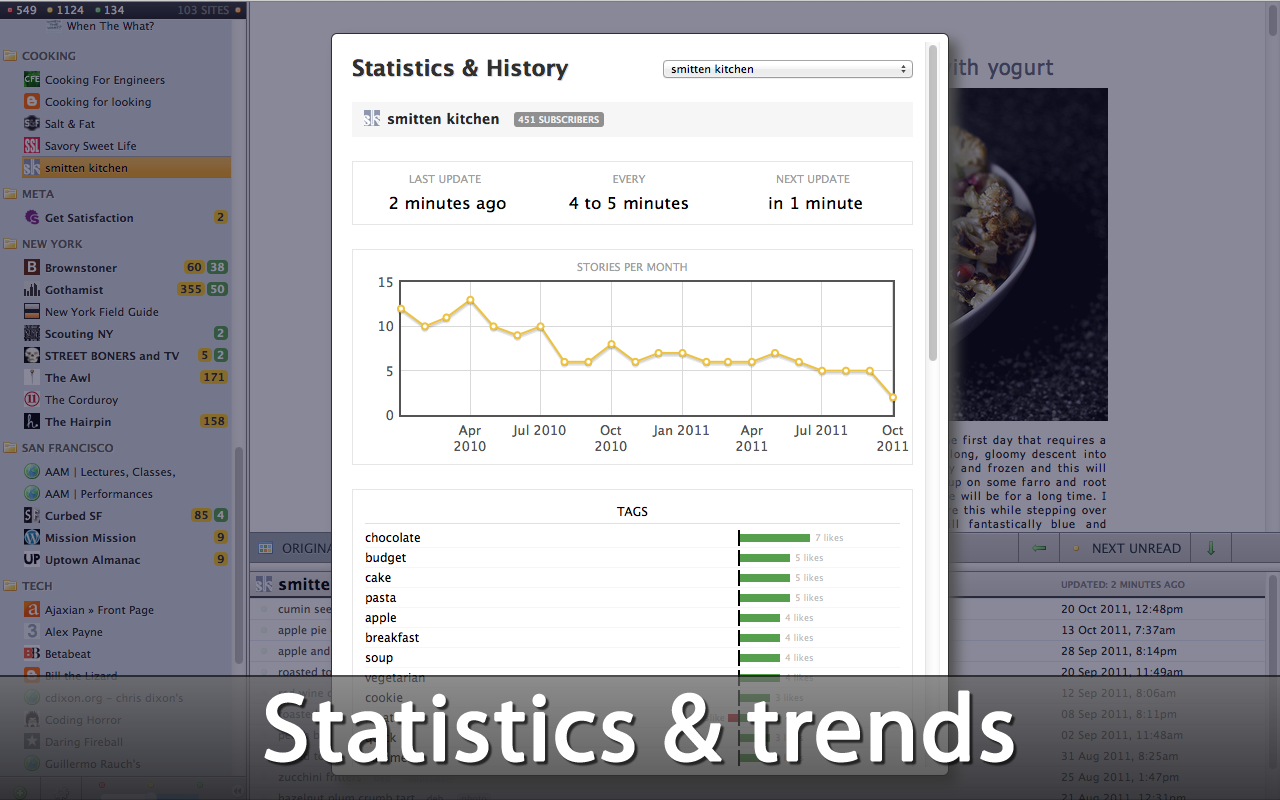 549 1124 134 103 SITES
When The What?
COOKING
Cooking For Engineers
Cooking for looking
Salt & Fat
Savory Sweet Life
smitten kitchen
META
Get Satisfaction 2
NEW YORK
Brownstoner 60 38
Gothamist 355 50
New York Field Guide
Scouting NY 2
STREET BONERS and TV 5 2
The Awl 171
The Corduroy
The Hairpin 158
SAN FRANCISCO
AAM | Lectures, Classes,
AAM | Performances
Curbed SF 85 4
Mission Mission 9
Uptown Almanac 9
TECH
Ajaxian » Front Page
Alex Payne
Betabeat
Bill the Lizard
cdixon.org – chris dixon's
Coding Horror
Daring Fireball
Guillermo Rauch's
Statistics & History
smitten kitchen
smitten kitchen 451 SUBSCRIBERS
LAST UPDATE EVERY NEXT UPDATE
2 minutes ago 4 to 5 minutes in 1 minute
STORIES PER MONTH
15
10
5
0
Apr 2010 Jul 2010 Oct 2010 Jan 2011 Apr 2011 Jul 2011 Oct 2011
TAGS
chocolate 7 likes
budget 5 likes
cake 5 likes
pasta 5 likes
apple 4 likes
breakfast 4 likes
soup 4 likes
vegetarian 4 likes
cookie 3 likes
ith yogurt
first day that requires a
long, gloomy descent into
and frozen and this will
up on some farro and root
will be for a long time. I
this while stepping over
fantastically blue and
ORIGINA
NEXT UNREAD
smitte
UPDATED: 2 MINUTES AGO
cumin see 20 Oct 2011, 12:48pm
apple pie 13 Oct 2011, 7:37am
apple and 28 Sep 2011, 8:14pm
roasted to 20 Sep 2011, 11:49am
12 Sep 2011, 8:06am
08 Sep 2011, 8:11pm
02 Sep 2011, 11:48am
31 Aug 2011, 8:25am
zucchini 25 Aug 2011, 1:47pm
hazelnut plum crumb tart 21 Aug 2011, 12:31pm
Statistics & trends